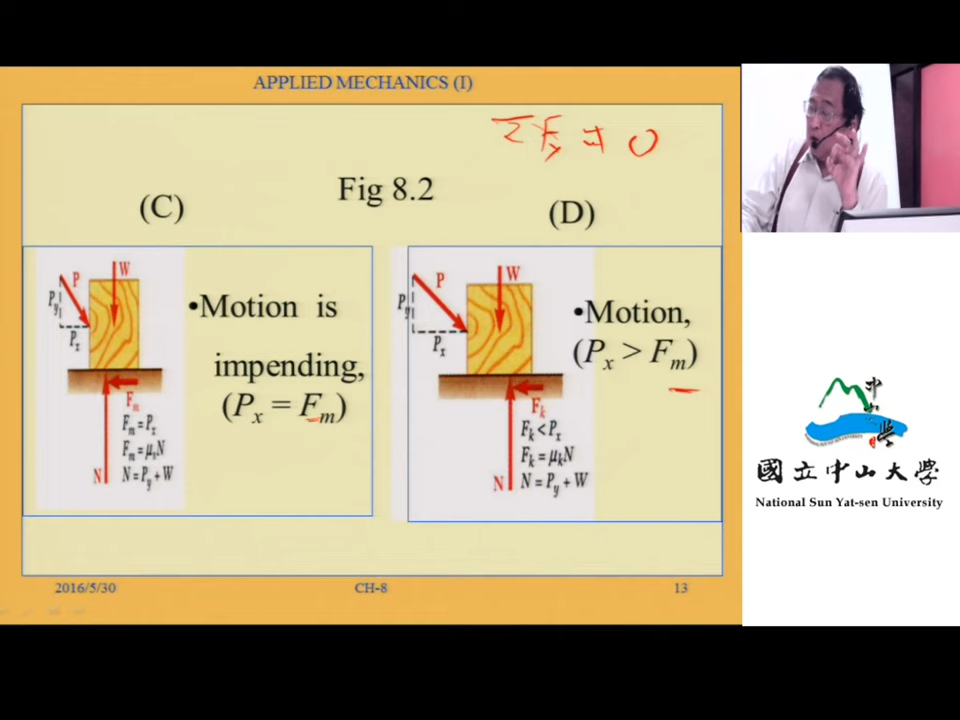 APPLIED MECHANICS (I)
ΣFy ≠ 0
Fig 8.2
(C)
(D)
P
W
Py
Px
Fm
Fm = Px
Fm = μsN
N
N = Py + W
•Motion is
impending,
(Px = Fm)
P
W
Py
Px
Fk
Fk < Px
Fk = μkN
N
N = Py + W
•Motion,
(Px > Fm)
2016/5/30
CH-8
13
國立中山大學
National Sun Yat-sen University